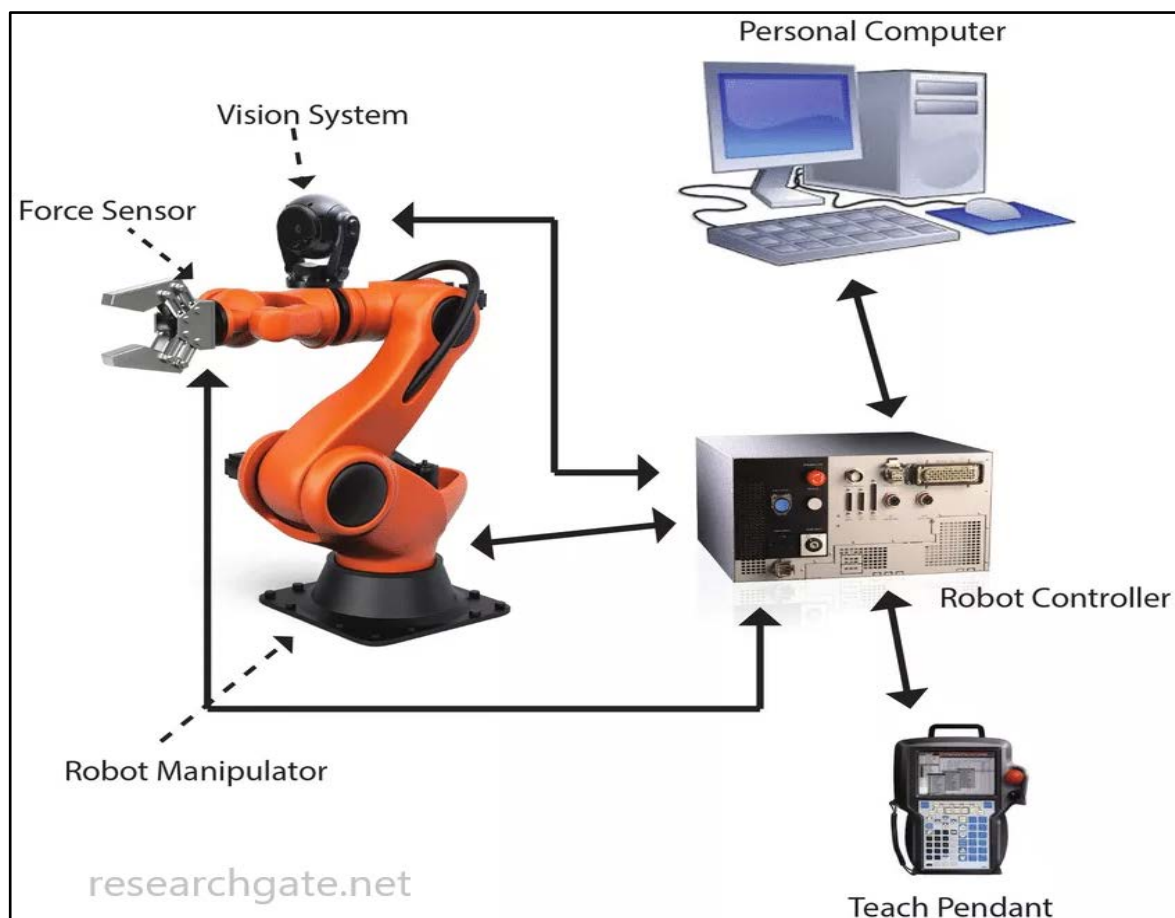 Personal Computer
Vision System
Force Sensor
Robot Controller
Robot Manipulator
researchgate.net
Teach Pendant